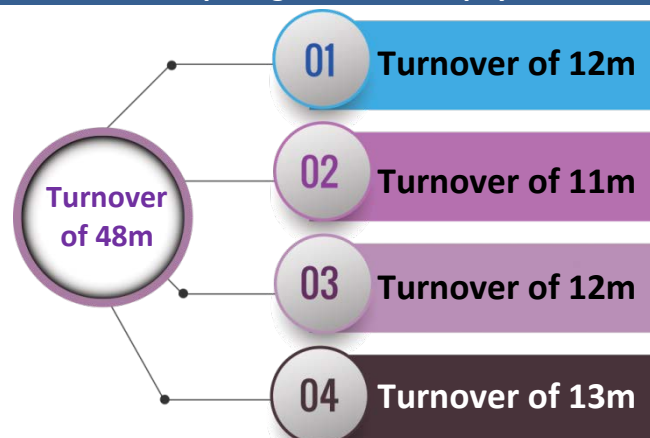 Turnover
of 48m
01
Turnover of 12m
02
Turnover of 11m
03
Turnover of 12m
04
Turnover of 13m